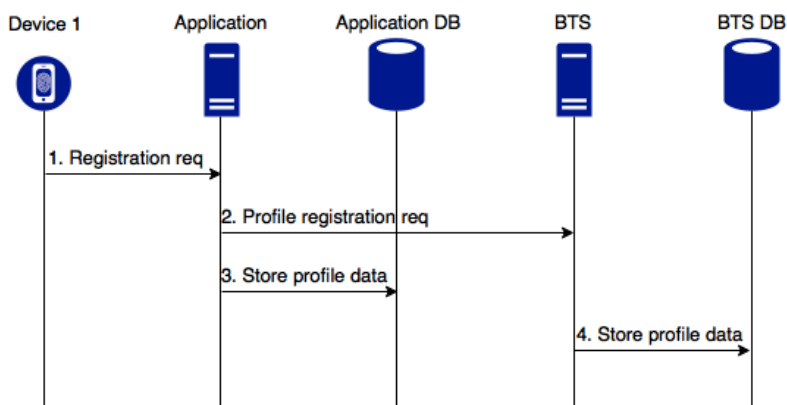 Device 1
Application
Application DB
BTS
BTS DB
1. Registration req
2. Profile registration req
3. Store profile data
4. Store profile data